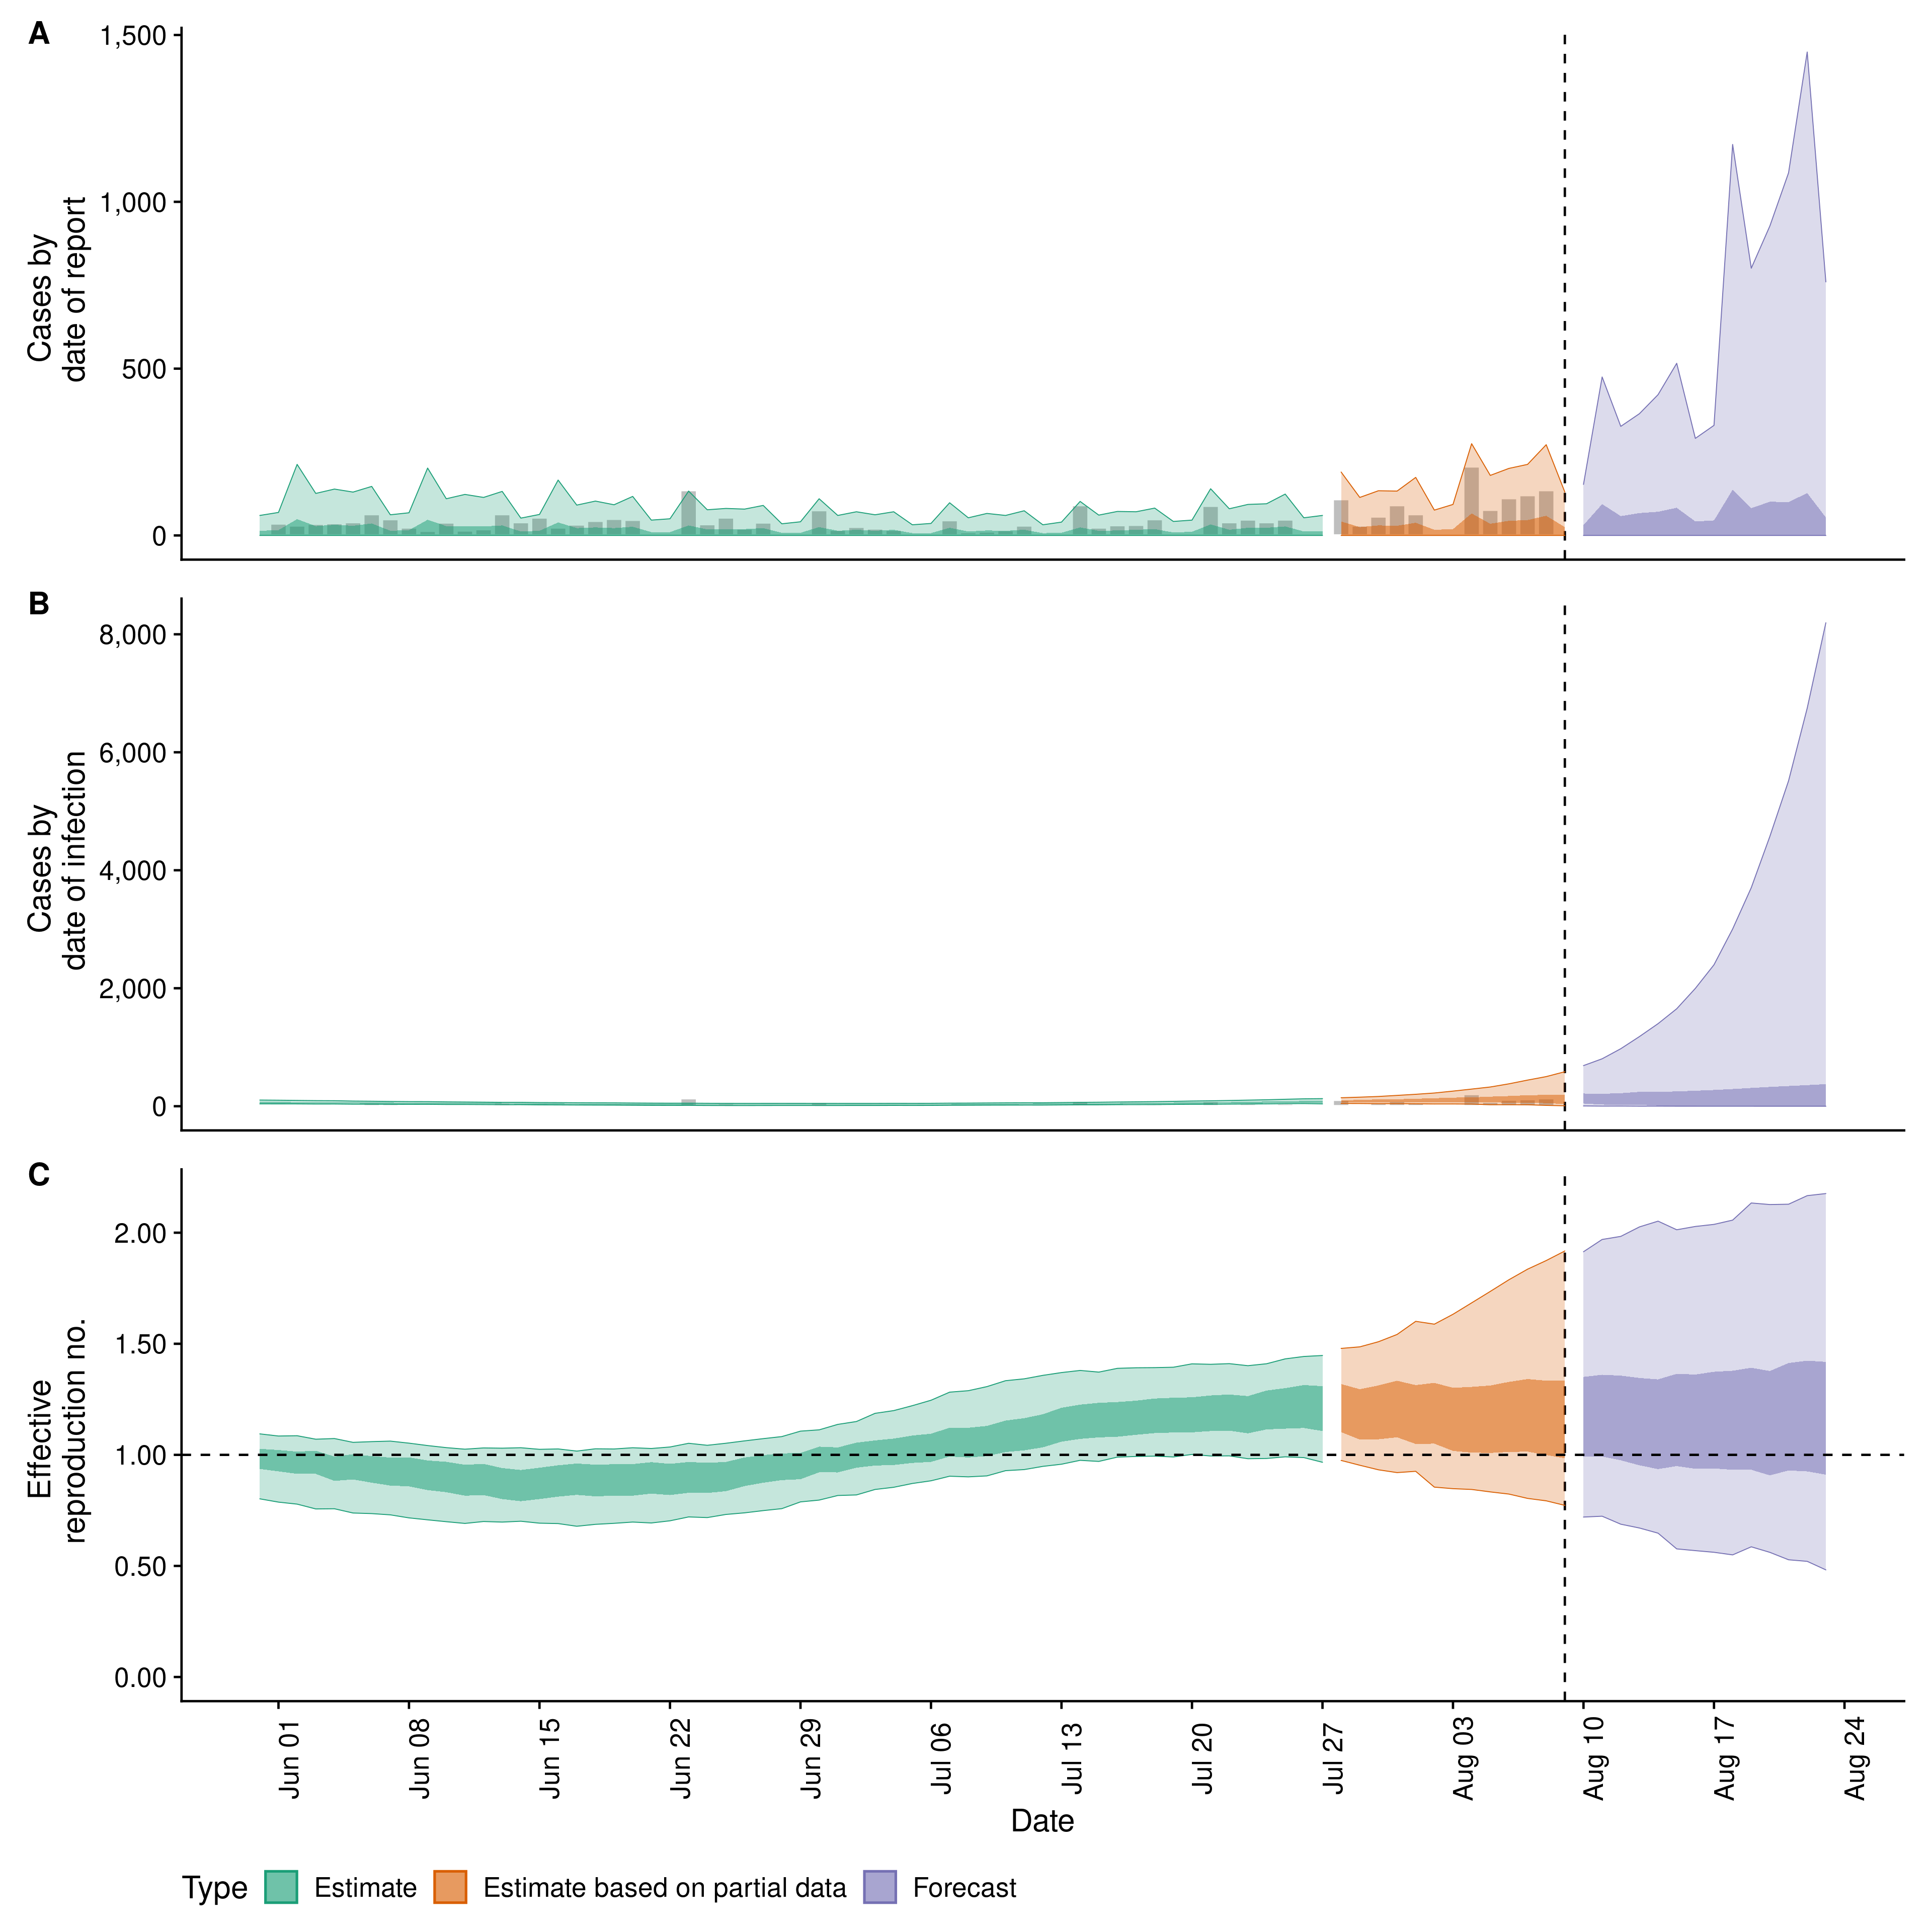 A
1,500
1,000
500
0
Cases by
date of report
B
8,000
6,000
4,000
2,000
0
Cases by
date of infection
C
2.00
1.50
1.00
0.50
0.00
Effective
reproduction no.
Jun 01
Jun 08
Jun 15
Jun 22
Jun 29
Jul 06
Jul 13
Jul 20
Jul 27
Aug 03
Aug 10
Aug 17
Aug 24
Date
Type Estimate Estimate based on partial data Forecast